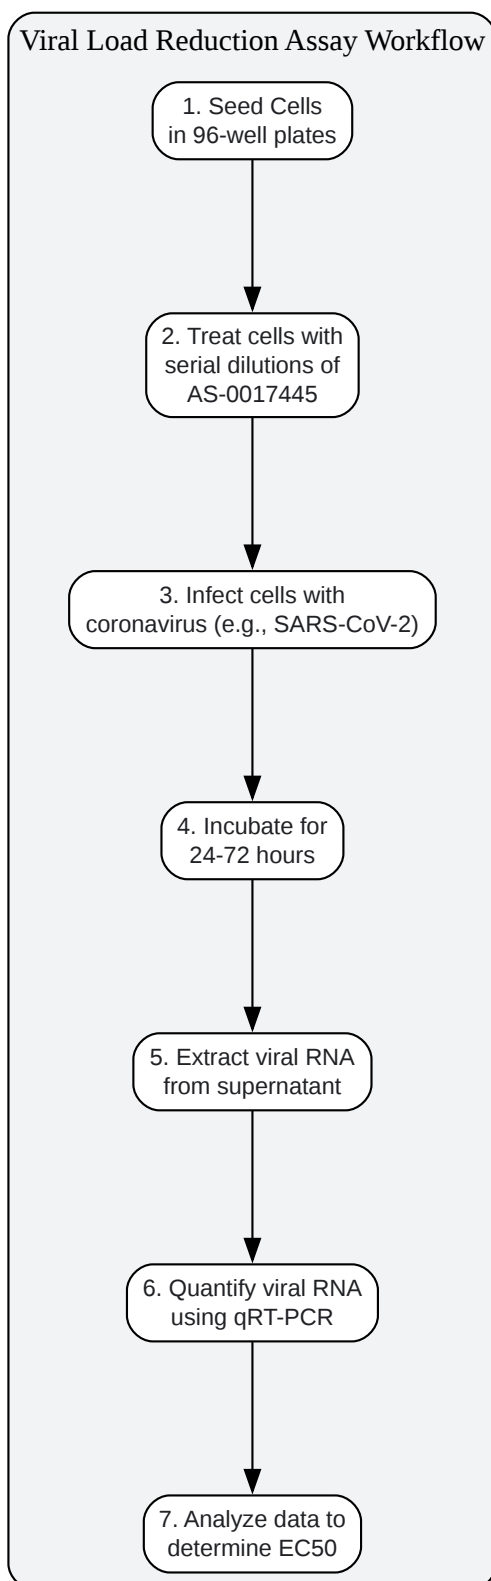 Viral Load Reduction Assay Workflow
1. Seed Cells
in 96-well plates
2. Treat cells with
serial dilutions of
AS-0017445
3. Infect cells with
coronavirus (e.g., SARS-CoV-2)
4. Incubate for
24-72 hours
5. Extract viral RNA
from supernatant
6. Quantify viral RNA
using qRT-PCR
7. Analyze data to
determine EC50